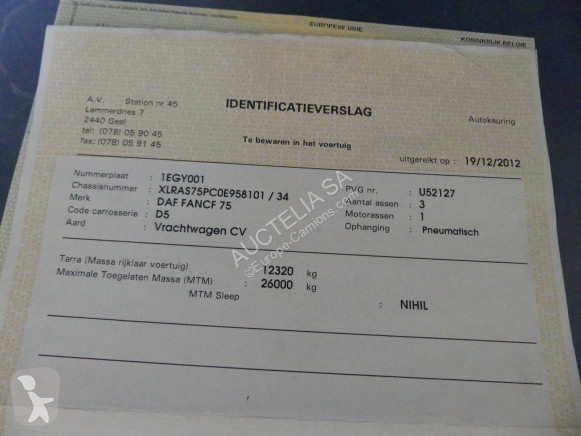 EUROPESE UNIE
KONINKRIJK BELGIE
A.V. Station nr 45
Lammerdries 7
2440 Geel
tel: (078) 05 90 45
fax: (078) 05 91 45
IDENTIFICATIEVERSLAG
Autokeuring
Te bewaren in het voertuig
uitgereikt op : 19/12/2012
Nummerplaat : 1EGY001
Chassisnummer : XLRAS75PC0E958101 / 34
Merk : DAF FANCF 75
Code carrosserie : D5
Aard : Vrachtwagen CV
PVG nr. : U52127
Aantal assen : 3
Motorassen : 1
Ophanging : Pneumatisch
AUCTELIA SA
©Europe-Camions.com
Tarra (Massa rijklaar voertuig) : 12320 kg
Maximale Toegelaten Massa (MTM) : 26000 kg
MTM Sleep : NIHIL